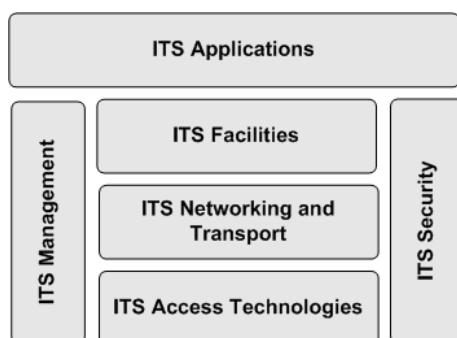 ITS Applications
ITS Management
ITS Facilities
ITS Networking and
Transport
ITS Access Technologies
ITS Security